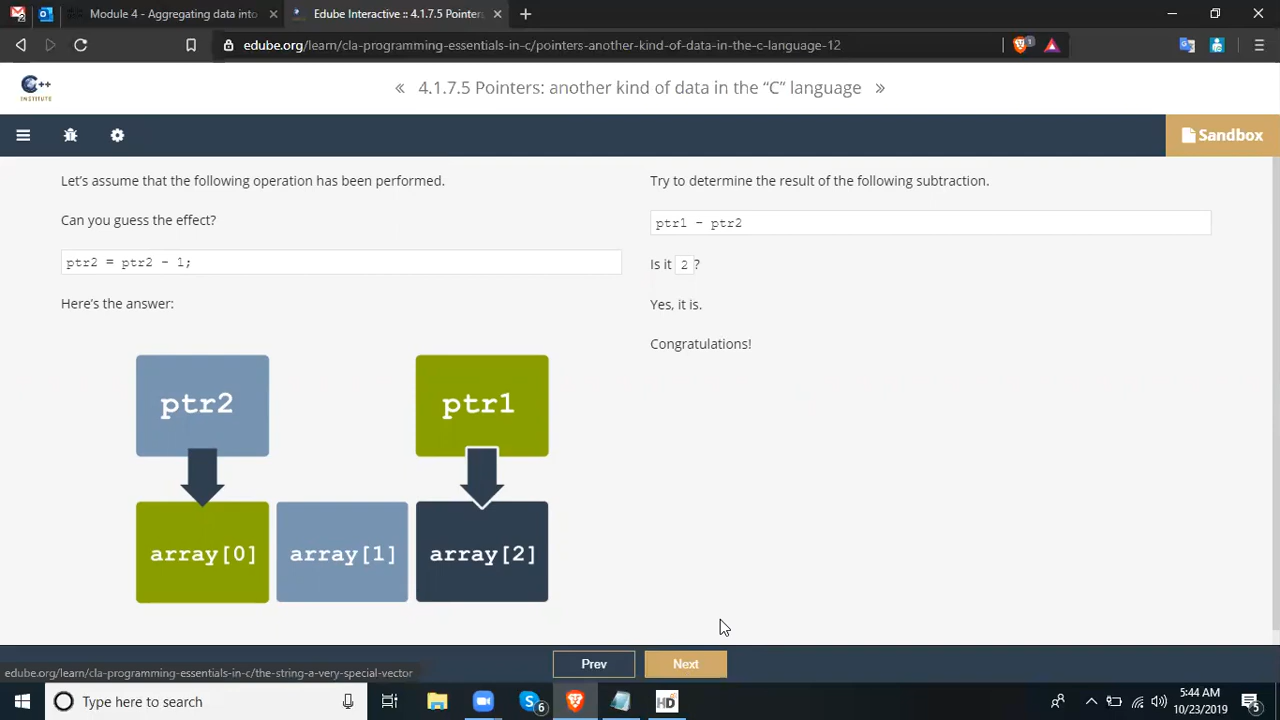 Module 4 - Aggregating data into
Edube Interactive :: 4.1.7.5 Pointers
edube.org/learn/cla-programming-essentials-in-c/pointers-another-kind-of-data-in-the-c-language-12
1
C++
INSTITUTE
« 4.1.7.5 Pointers: another kind of data in the “C” language »
Sandbox
Let’s assume that the following operation has been performed.
Can you guess the effect?
ptr2 = ptr2 - 1;
Here’s the answer:
ptr2
ptr1
array[0]
array[1]
array[2]
Try to determine the result of the following subtraction.
ptr1 - ptr2
Is it 2 ?
Yes, it is.
Congratulations!
Prev
Next
edube.org/learn/cla-programming-essentials-in-c/the-string-a-very-special-vector
Type here to search
6
HD
5:44 AM
10/23/2019
5